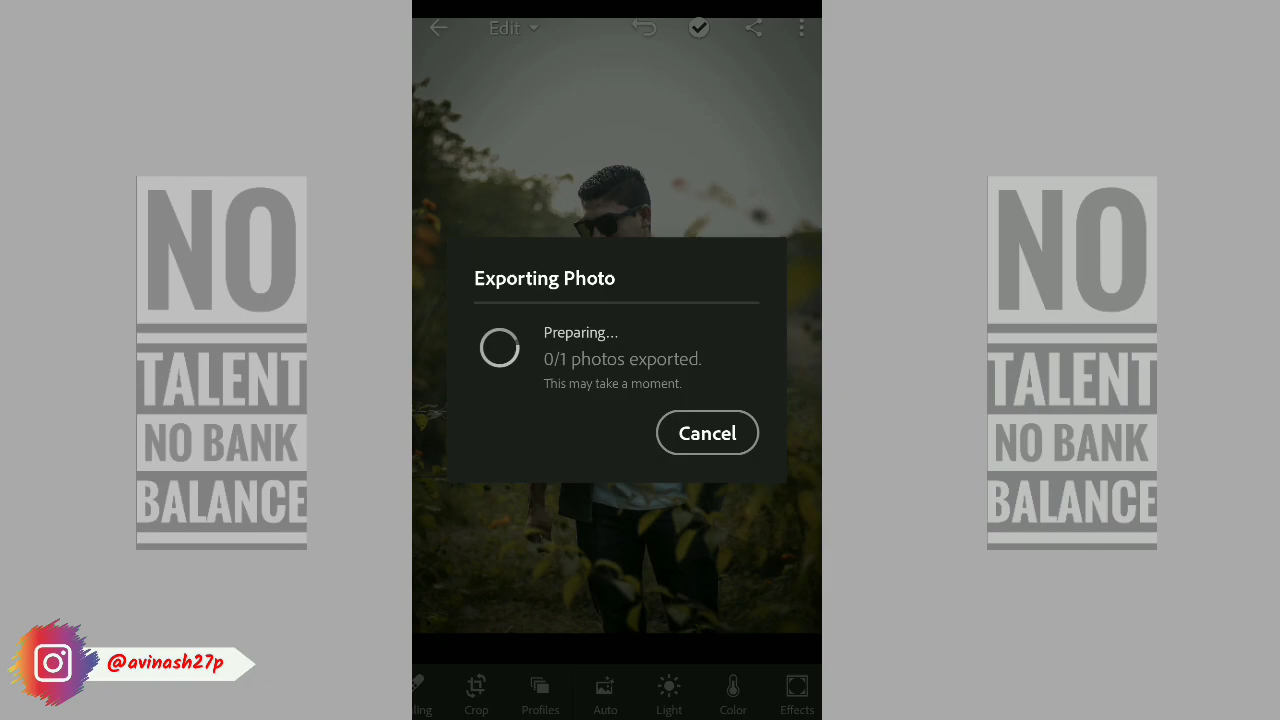 Edit
NO
TALENT
NO BANK
BALANCE
Exporting Photo
Preparing...
0/1 photos exported.
This may take a moment.
Cancel
NO
TALENT
NO BANK
BALANCE
@avinash27p
ling
Crop
Profiles
Auto
Light
Color
Effects